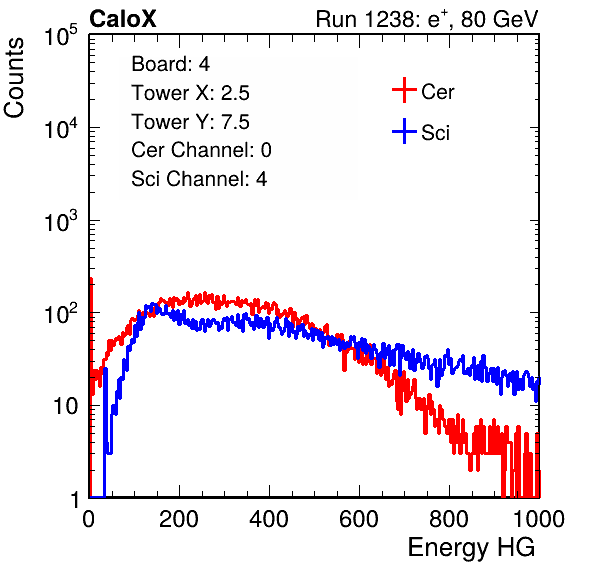 CaloX Run 1238: e⁺, 80 GeV
Counts
10⁵
10⁴
10³
10²
10
1
Board: 4
Tower X: 2.5
Tower Y: 7.5
Cer Channel: 0
Sci Channel: 4
Cer
Sci
0 200 400 600 800 1000
Energy HG